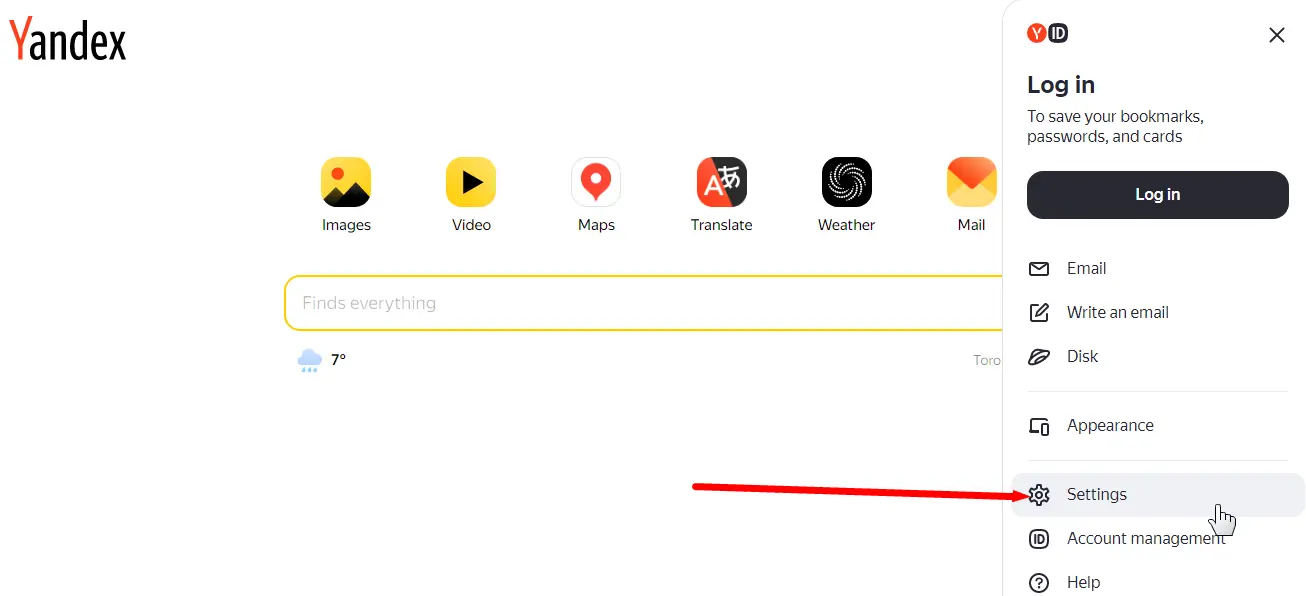 Yandex
Y ID
Log in
To save your bookmarks,
passwords, and cards
Log in
Images
Video
Maps
Translate
Weather
Mail
Finds everything
7°
Toro
Email
Write an email
Disk
Appearance
Settings
ID Account management
? Help